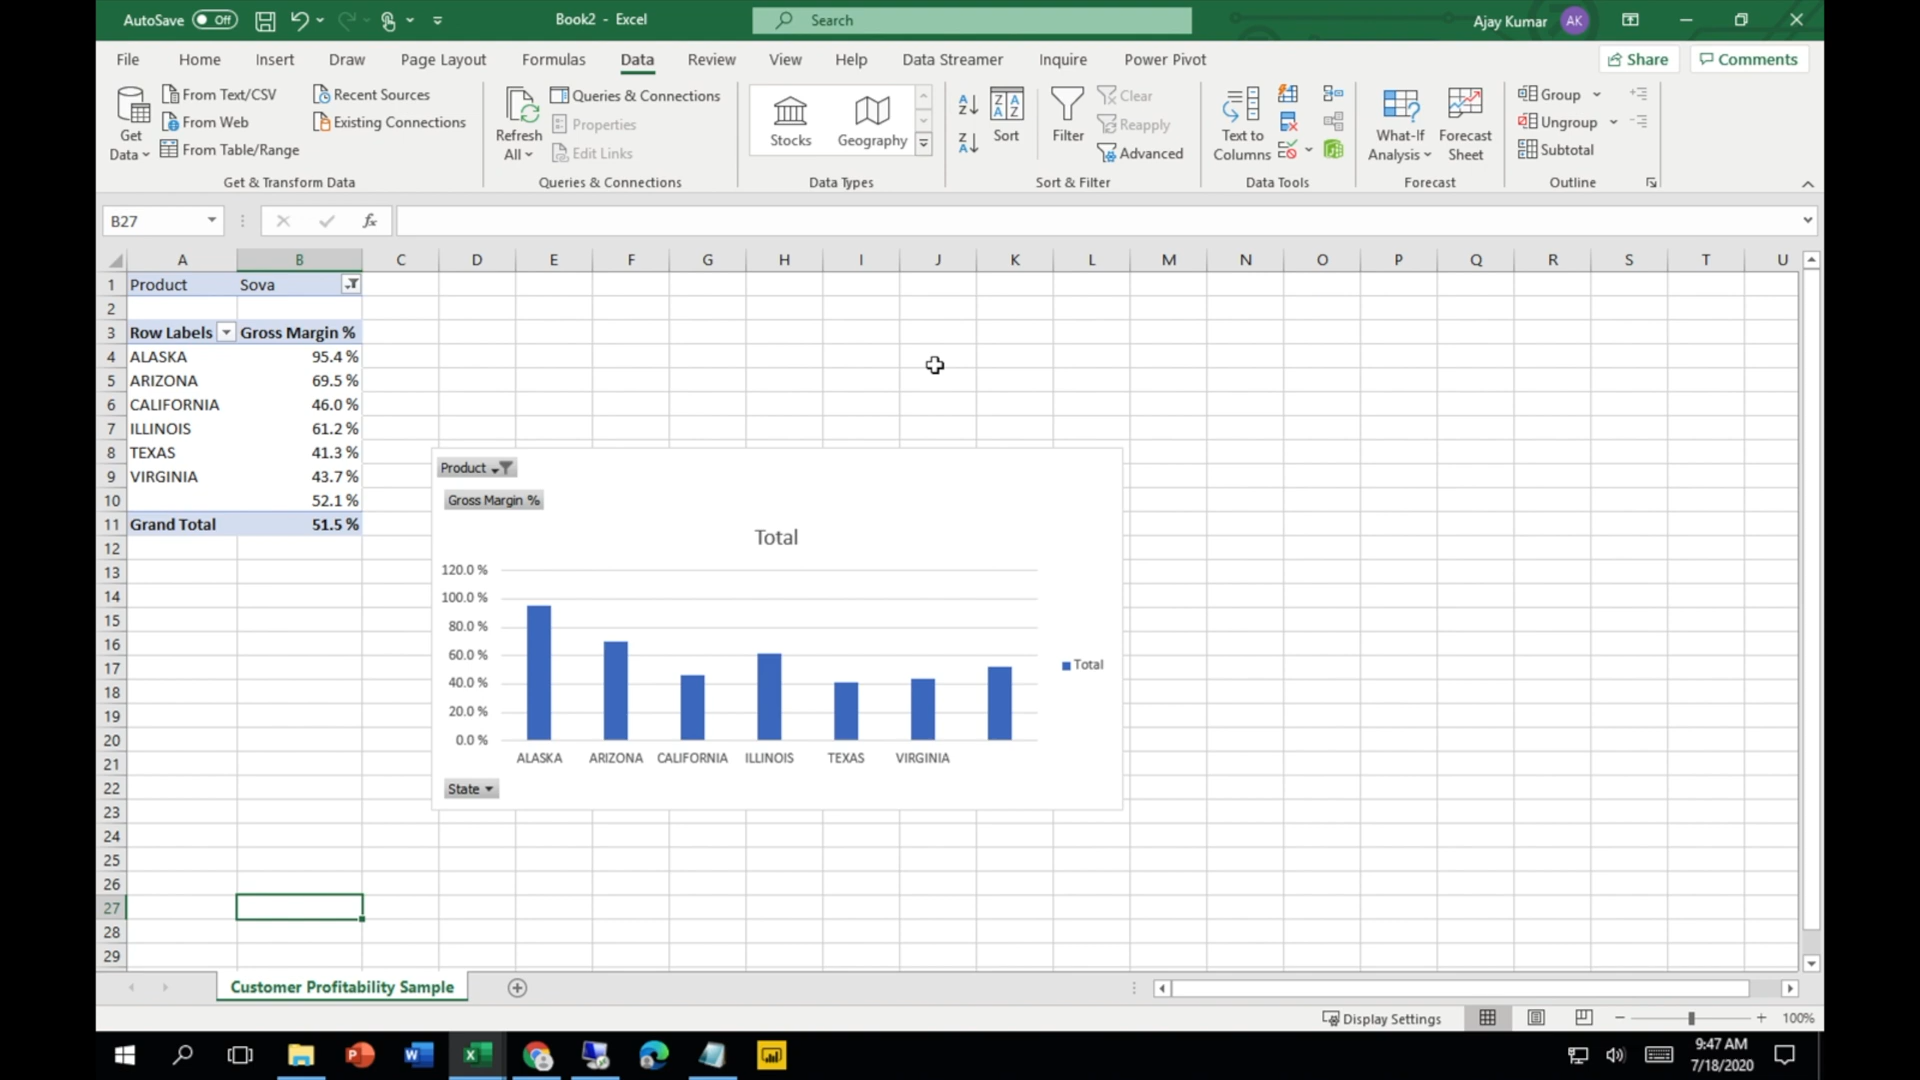 AutoSave Off
Book2 - Excel
Search
Ajay Kumar AK
File Home Insert Draw Page Layout Formulas Data Review View Help Data Streamer Inquire Power Pivot
Share Comments
Get Data
From Text/CSV
From Web
From Table/Range
Recent Sources
Existing Connections
Get & Transform Data
Refresh All
Queries & Connections
Properties
Edit Links
Queries & Connections
Stocks Geography
Data Types
Sort
Filter
Clear
Reapply
Advanced
Sort & Filter
Text to Columns
Data Tools
What-If Analysis
Forecast Sheet
Forecast
Group
Ungroup
Subtotal
Outline
B27
fx
A B C D E F G H I J K L M N O P Q R S T U
1 Product Sova
2
3 Row Labels Gross Margin %
4 ALASKA 95.4 %
5 ARIZONA 69.5 %
6 CALIFORNIA 46.0 %
7 ILLINOIS 61.2 %
8 TEXAS 41.3 %
9 VIRGINIA 43.7 %
10 52.1 %
11 Grand Total 51.5 %
12
13
14
15
16
17
18
19
20
21
22
23
24
25
26
27
28
29
Product
Gross Margin %
Total
120.0 %
100.0 %
80.0 %
60.0 %
40.0 %
20.0 %
0.0 %
ALASKA ARIZONA CALIFORNIA ILLINOIS TEXAS VIRGINIA
Total
State
Customer Profitability Sample
Display Settings
100%
9:47 AM
7/18/2020